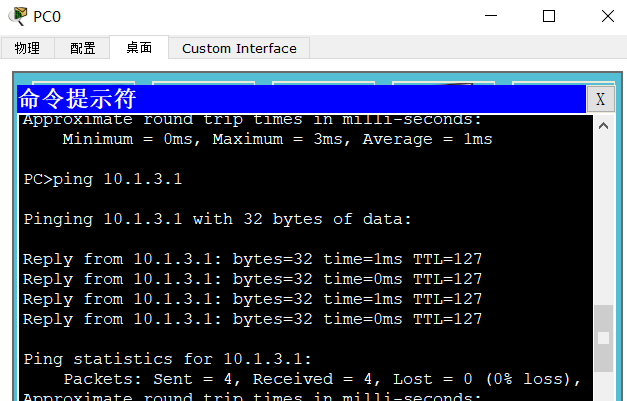 PC0
物理 配置 桌面 Custom Interface
命令提示符 X
Approximate round trip times in milli-seconds:
Minimum = 0ms, Maximum = 3ms, Average = 1ms
PC>ping 10.1.3.1
Pinging 10.1.3.1 with 32 bytes of data:
Reply from 10.1.3.1: bytes=32 time=1ms TTL=127
Reply from 10.1.3.1: bytes=32 time=0ms TTL=127
Reply from 10.1.3.1: bytes=32 time=1ms TTL=127
Reply from 10.1.3.1: bytes=32 time=0ms TTL=127
Ping statistics for 10.1.3.1:
Packets: Sent = 4, Received = 4, Lost = 0 (0% loss),
Approximate round trip times in milli-seconds: